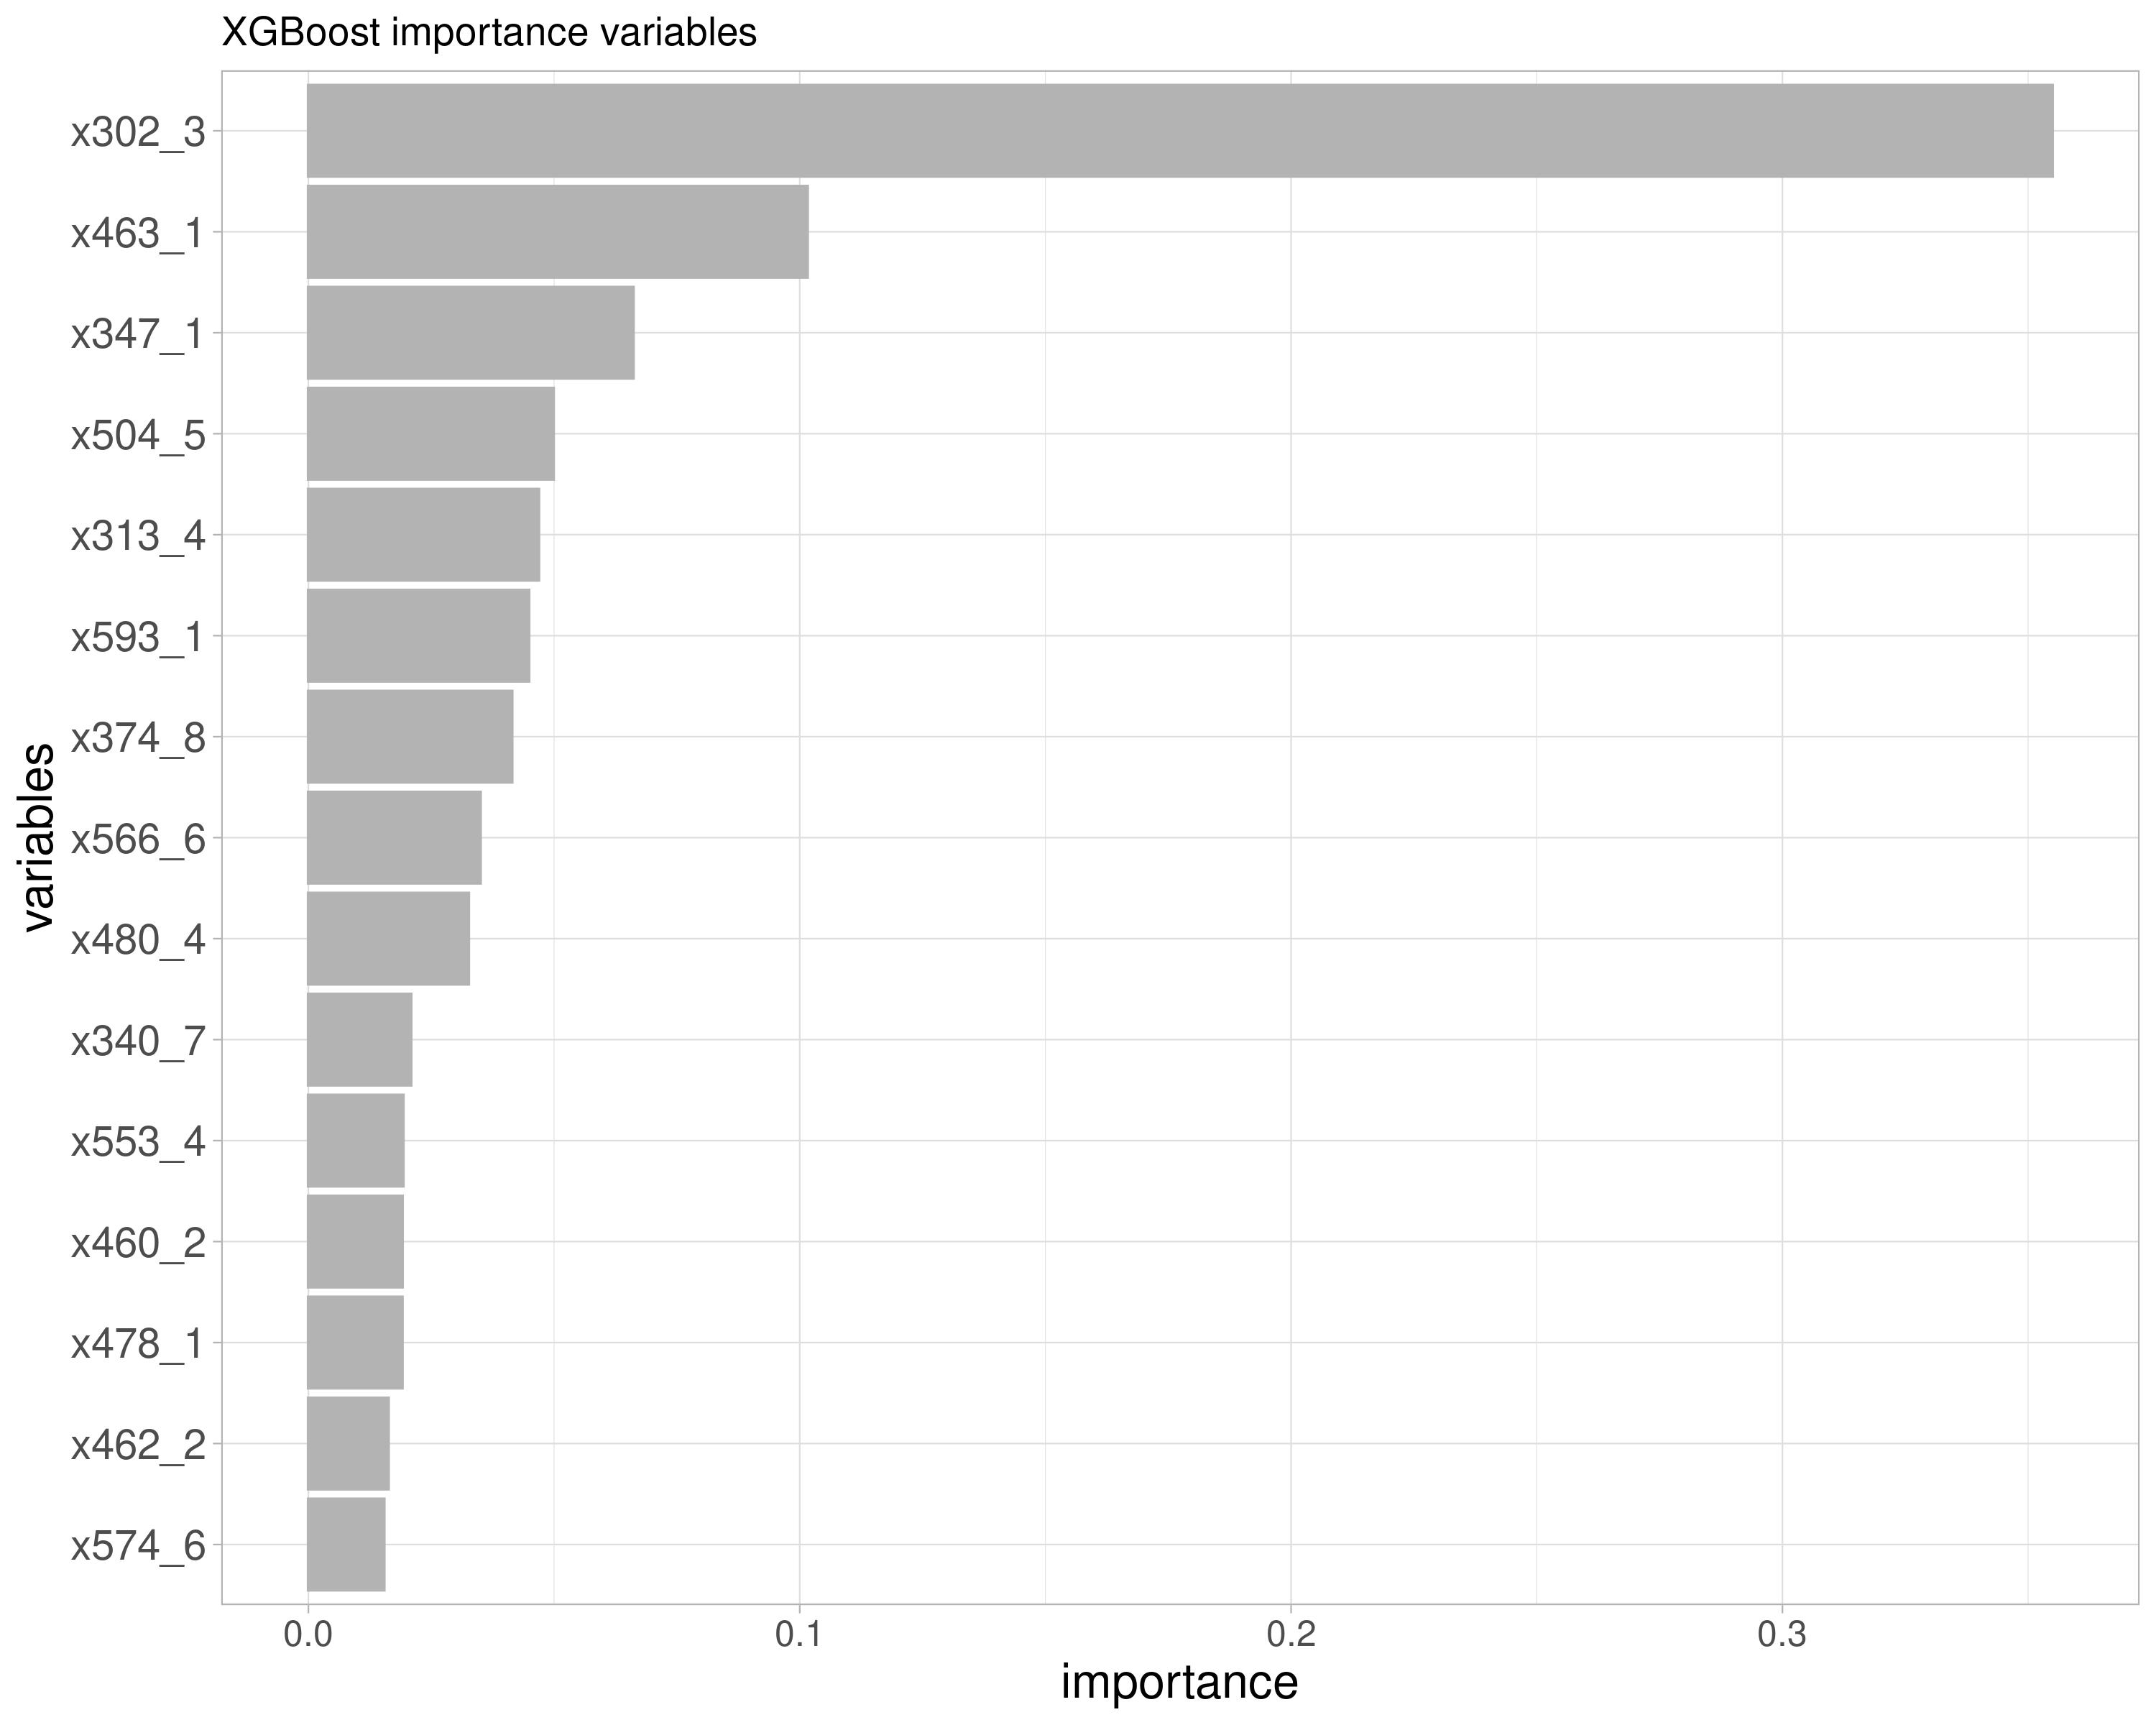 XGBoost importance variables
variables
x302_3
x463_1
x347_1
x504_5
x313_4
x593_1
x374_8
x566_6
x480_4
x340_7
x553_4
x460_2
x478_1
x462_2
x574_6
0.0 0.1 0.2 0.3
importance